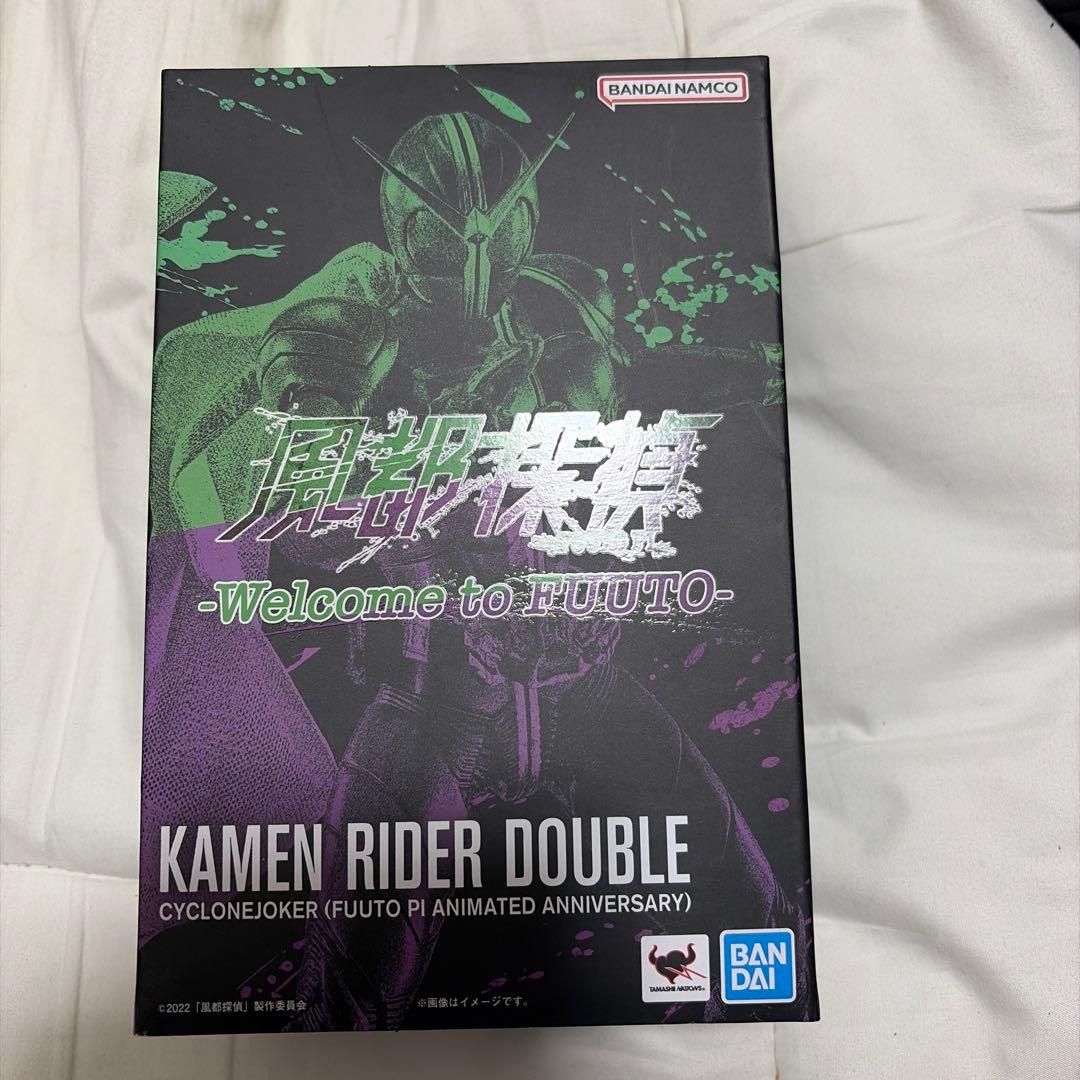 BANDAI NAMCO
風都探偵
-Welcome to FUUTO-
KAMEN RIDER DOUBLE
CYCLONEJOKER (FUUTO PI ANIMATED ANNIVERSARY)
TAMASHII NATIONS
BAN
DAI
©2022「風都探偵」製作委員会
※画像はイメージです。